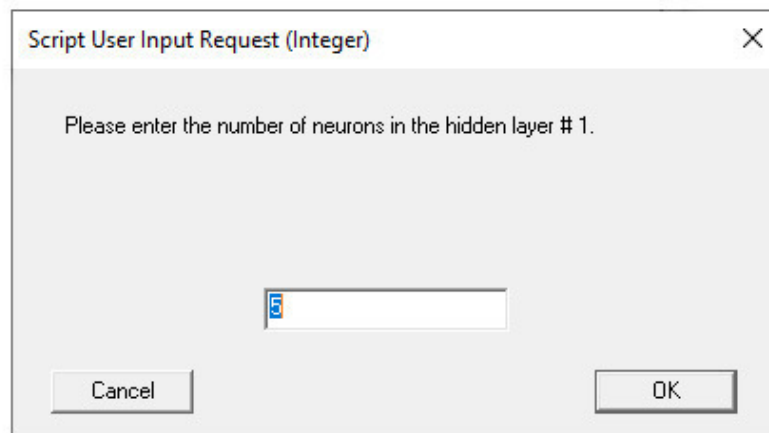 Script User Input Request (Integer)
Please enter the number of neurons in the hidden layer # 1.
5
Cancel
OK